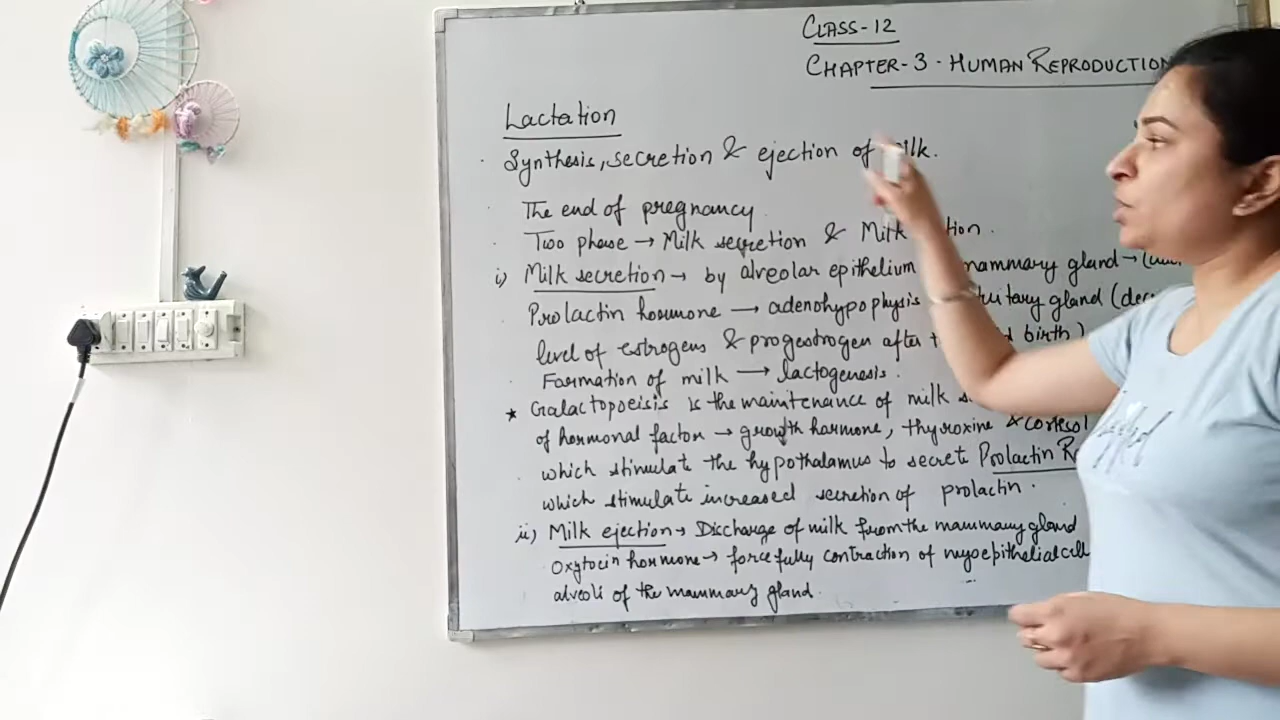 CLASS-12
CHAPTER-3. HUMAN REPRODUCTION
Lactation
Synthesis, secretion & ejection of milk.
The end of pregnancy
Two phase → Milk secretion & Milk
i) Milk secretion → by alveolar epithelium mammary gland →
Prolactin hormone → adenohypophysis gland (
level of estrogens & progestrogen after birth)
Formation of milk → lactogenesis.
★ Galactopoeisis is the maintenance of milk
of hormonal factor → growth hormone, thyroxine & cortisol
which stimulate the hypothalamus to secrete Prolactin
which stimulate increased secretion of prolactin.
ii) Milk ejection → Discharge of milk from the mammary gland
Oxytocin hormone → forcefully contraction of myoepithelial cell
alveoli of the mammary gland.